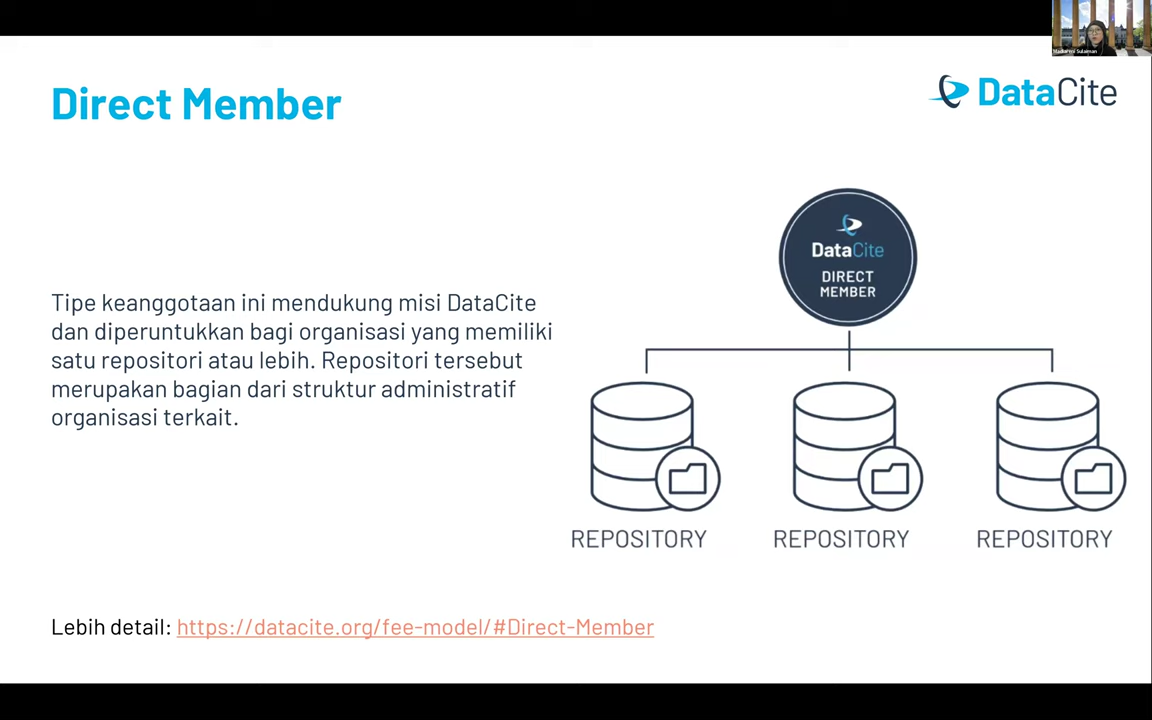 Direct Member
DataCite
Tipe keanggotaan ini mendukung misi DataCite
dan diperuntukkan bagi organisasi yang memiliki
satu repositori atau lebih. Repositori tersebut
merupakan bagian dari struktur administratif
organisasi terkait.
DataCite
DIRECT
MEMBER
REPOSITORY
REPOSITORY
REPOSITORY
Lebih detail: https://datacite.org/fee-model/#Direct-Member